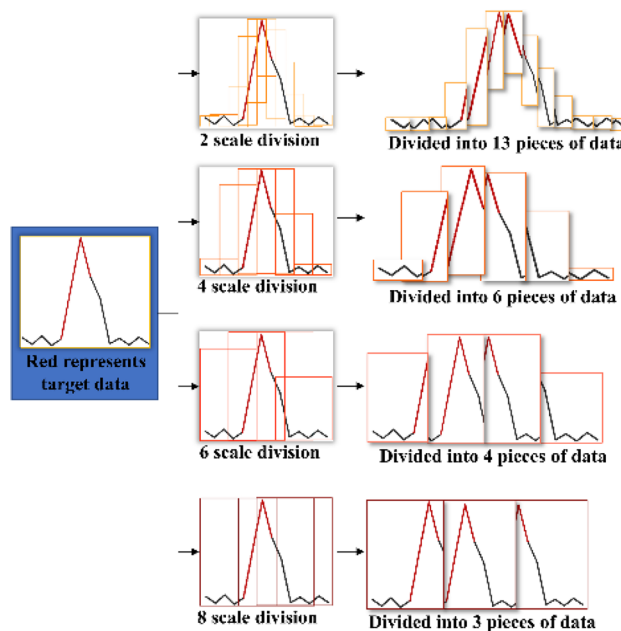 2 scale division
Divided into 13 pieces of data
4 scale division
Divided into 6 pieces of data
Red represents
target data
6 scale division
Divided into 4 pieces of data
8 scale division
Divided into 3 pieces of data